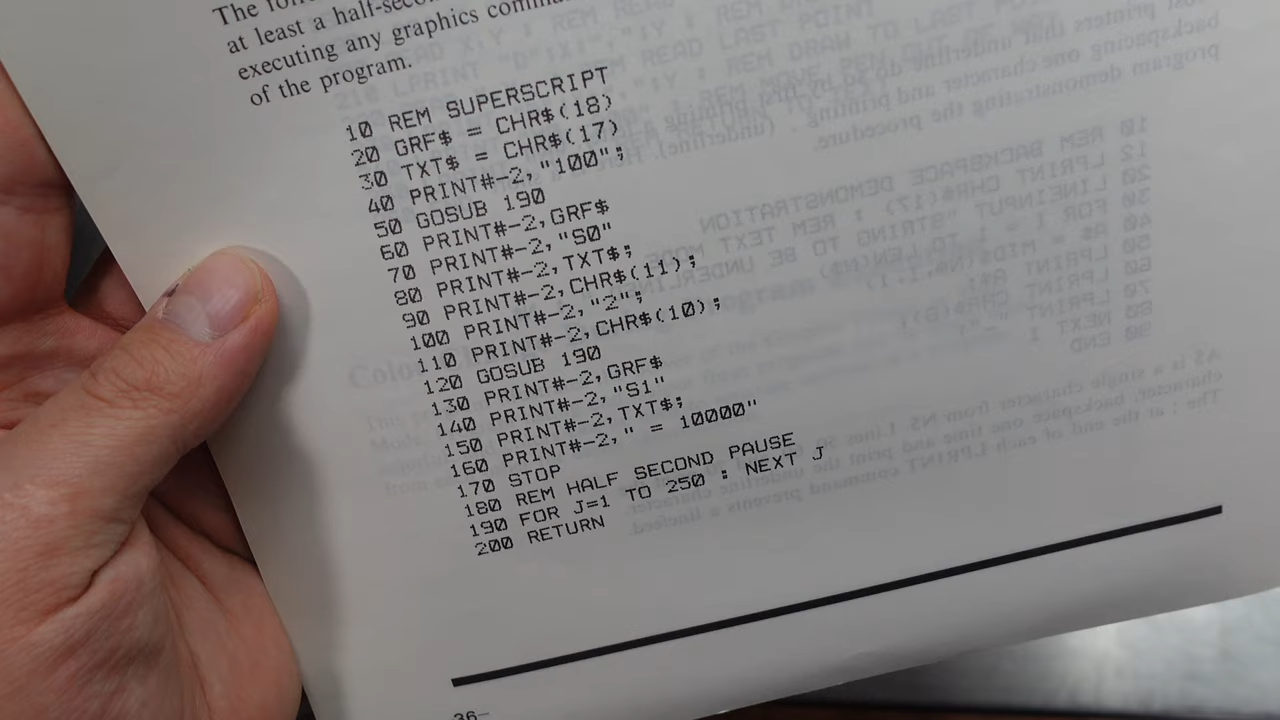 The follo
at least a half-secon
executing any graphics comma
of the program.
10 REM SUPERSCRIPT
20 GRF$ = CHR$(18)
30 TXT$ = CHR$(17)
40 PRINT#-2,"100";
50 GOSUB 190
60 PRINT#-2,GRF$
70 PRINT#-2,"S0"
80 PRINT#-2,TXT$;
90 PRINT#-2,CHR$(11);
100 PRINT#-2,"2";
110 PRINT#-2,CHR$(10);
120 GOSUB 190
130 PRINT#-2,GRF$
140 PRINT#-2,"S1"
150 PRINT#-2,TXT$;
160 PRINT#-2," = 10000"
170 STOP
180 REM HALF SECOND PAUSE
190 FOR J=1 TO 250 : NEXT J
200 RETURN
36—